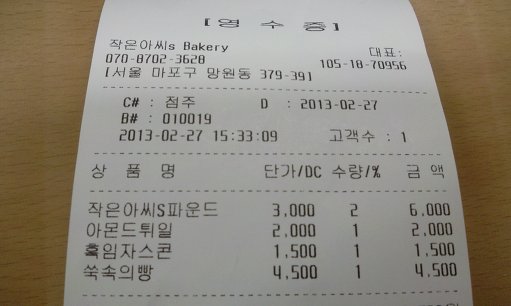 [영 수 증]
작은아씨s Bakery
대표:
070-8702-3628
105-18-70956
[서울 마포구 망원동 379-39]
C# : 점주 D : 2013-02-27
B# : 010019
2013-02-27 15:33:09 고객수 : 1
상 품 명 단가/DC 수량/% 금 액
작은아씨S파운드 3,000 2 6,000
아몬드튀일 2,000 1 2,000
흑임자스콘 1,500 1 1,500
쑥속의빵 4,500 1 4,500